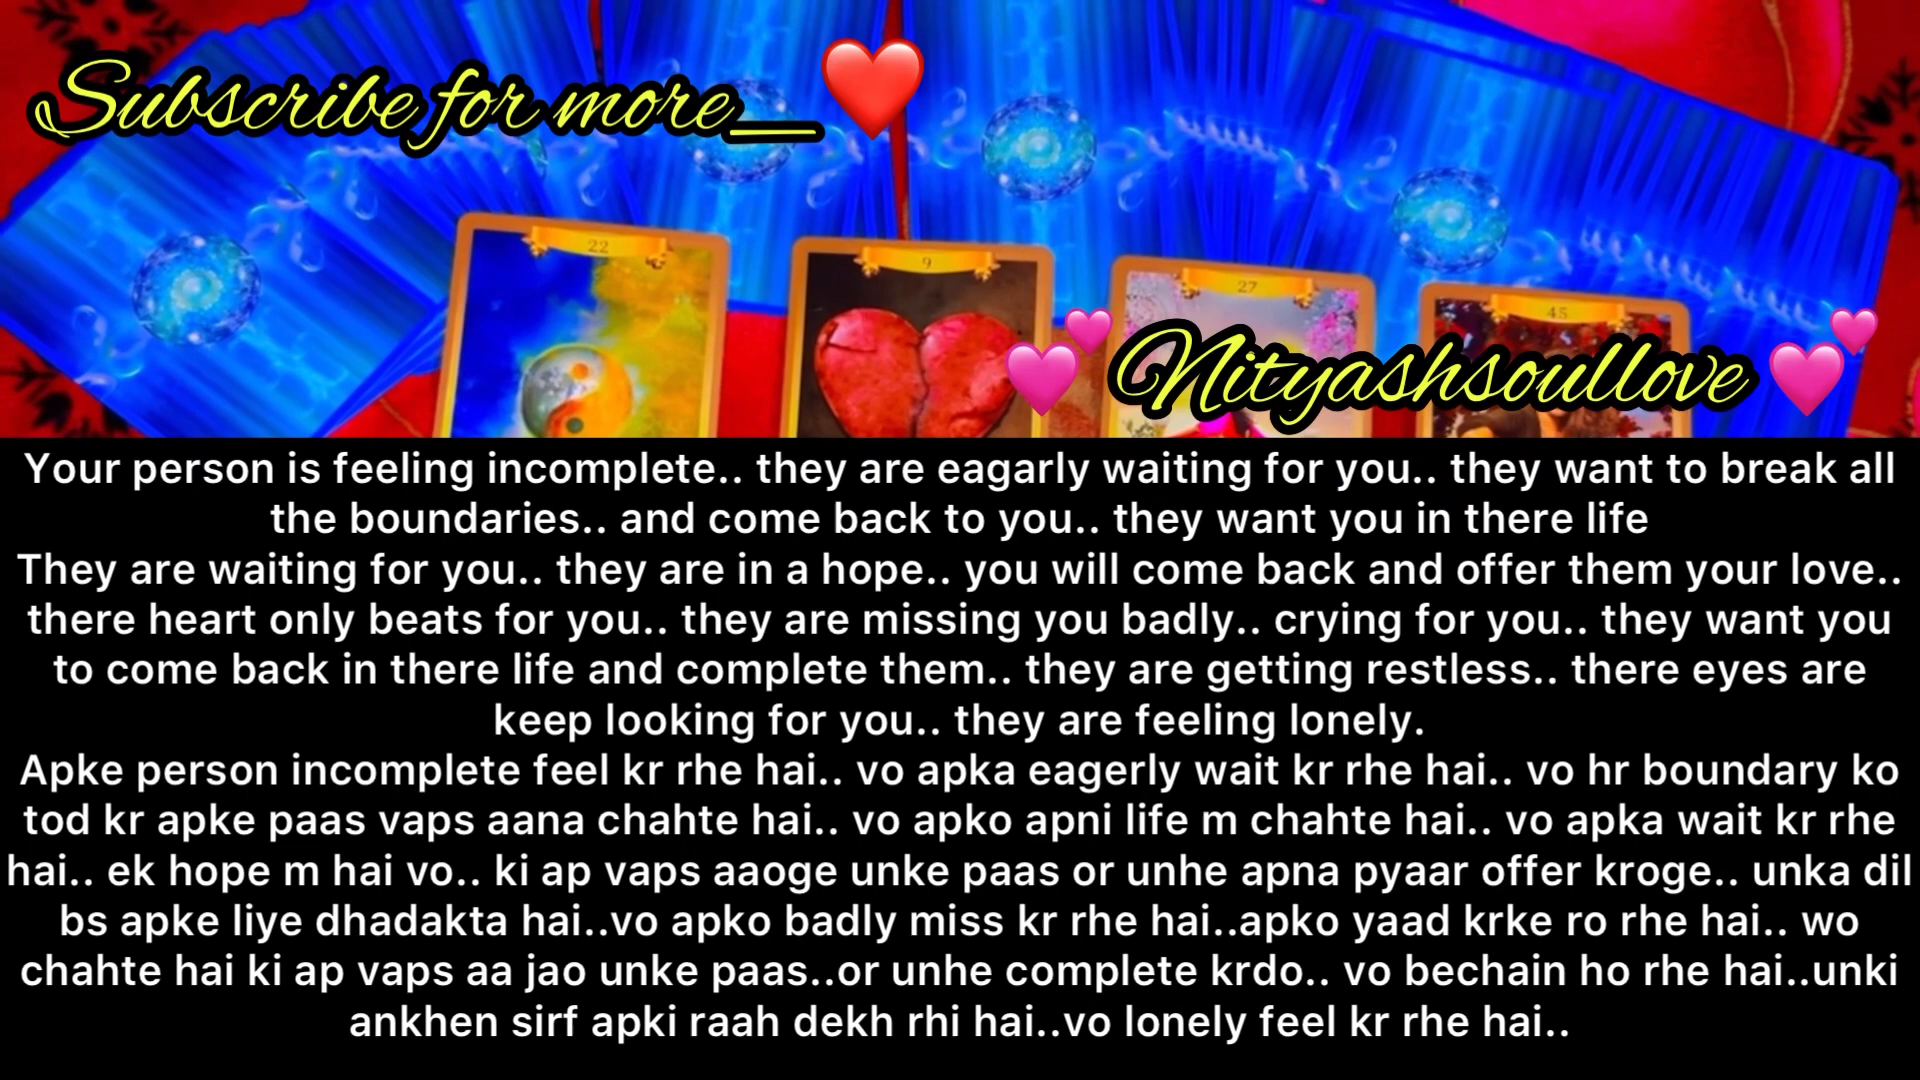 Subscribe for more_ ❤️
22
9
27
45
💕 Nityashsoullove 💕
Your person is feeling incomplete.. they are eagarly waiting for you.. they want to break all
the boundaries.. and come back to you.. they want you in there life
They are waiting for you.. they are in a hope.. you will come back and offer them your love..
there heart only beats for you.. they are missing you badly.. crying for you.. they want you
to come back in there life and complete them.. they are getting restless.. there eyes are
keep looking for you.. they are feeling lonely.
Apke person incomplete feel kr rhe hai.. vo apka eagerly wait kr rhe hai.. vo hr boundary ko
tod kr apke paas vaps aana chahte hai.. vo apko apni life m chahte hai.. vo apka wait kr rhe
hai.. ek hope m hai vo.. ki ap vaps aaoge unke paas or unhe apna pyaar offer kroge.. unka dil
bs apke liye dhadakta hai..vo apko badly miss kr rhe hai..apko yaad krke ro rhe hai.. wo
chahte hai ki ap vaps aa jao unke paas..or unhe complete krdo.. vo bechain ho rhe hai..unki
ankhen sirf apki raah dekh rhi hai..vo lonely feel kr rhe hai..